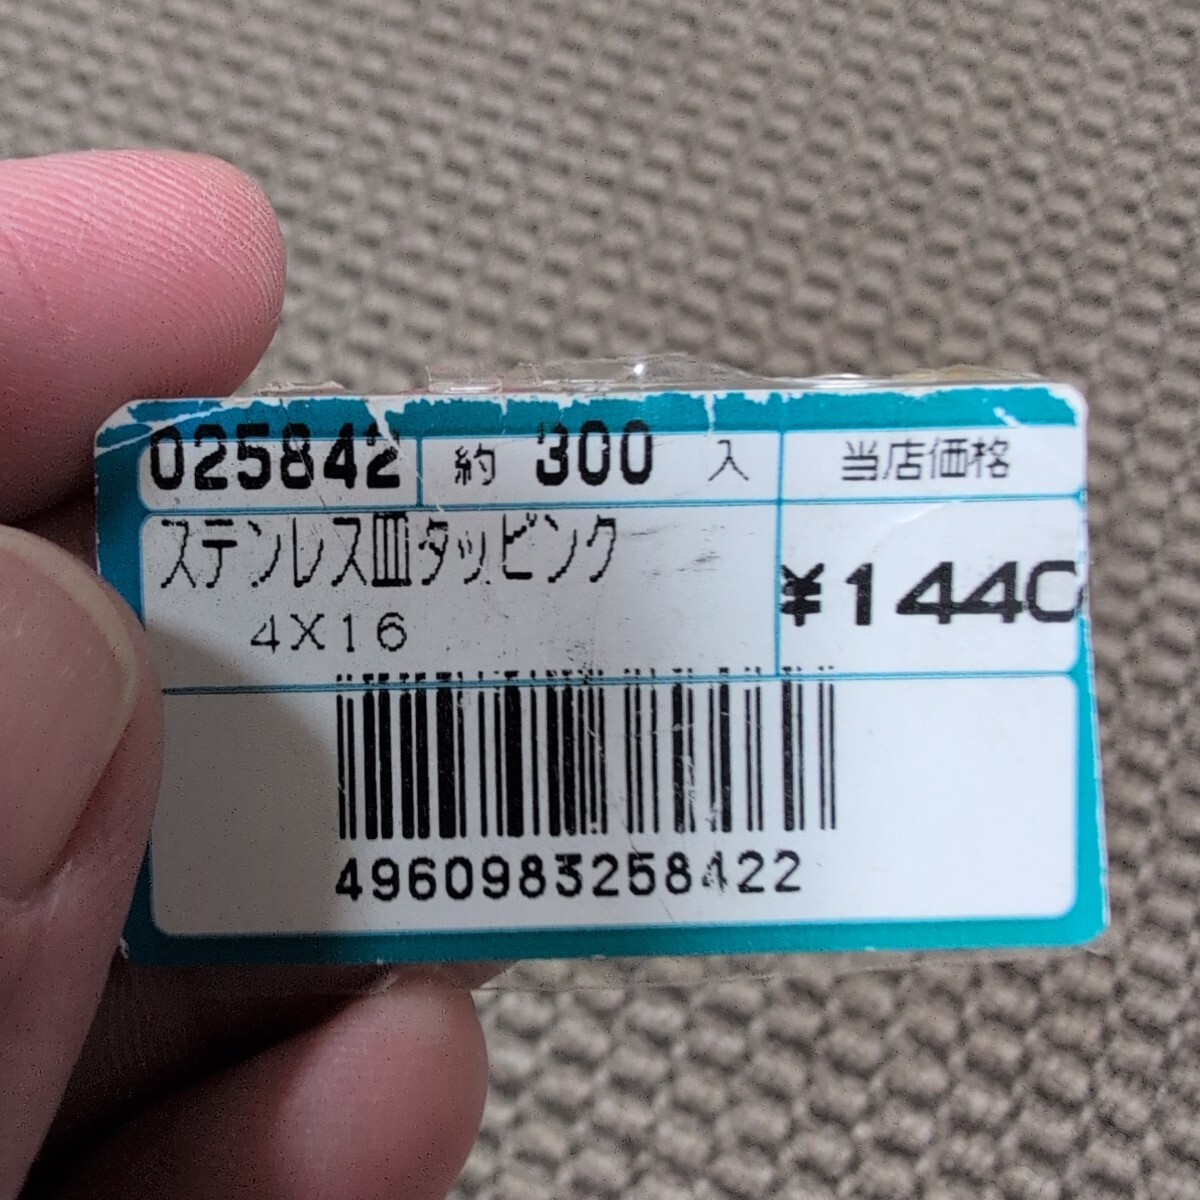 025842 約 300 入 当店価格
ステンレス皿タッピング
4X16
¥1440
4960983258422